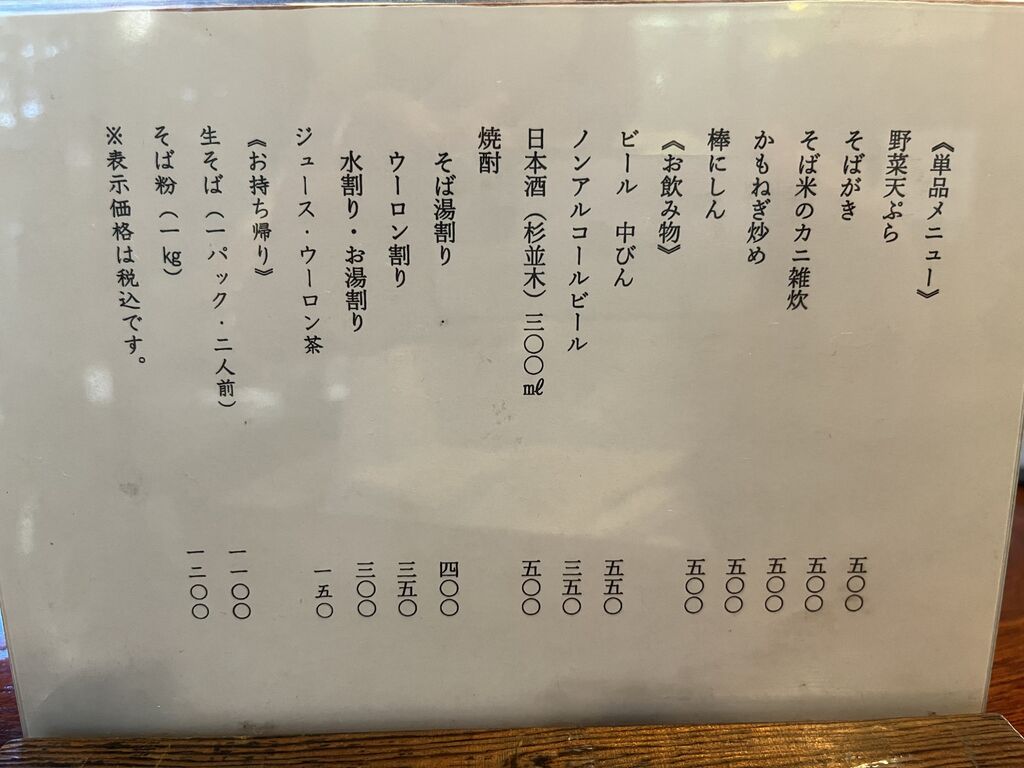 《単品メニュー》
野菜天ぷら 五〇〇
そばがき 五〇〇
そば米のカニ雑炊 五〇〇
かもねぎ炒め 五〇〇
棒にしん 五〇〇
《お飲み物》
ビール 中びん 五五〇
ノンアルコールビール 三五〇
日本酒（杉並木）三〇〇㎖ 五〇〇
焼酎
そば湯割り 四〇〇
ウーロン割り 三五〇
水割り・お湯割り 三〇〇
ジュース・ウーロン茶 一五〇
《お持ち帰り》
生そば（一パック・二人前） 一一〇〇
そば粉（一㎏） 一二〇〇
※表示価格は税込です。